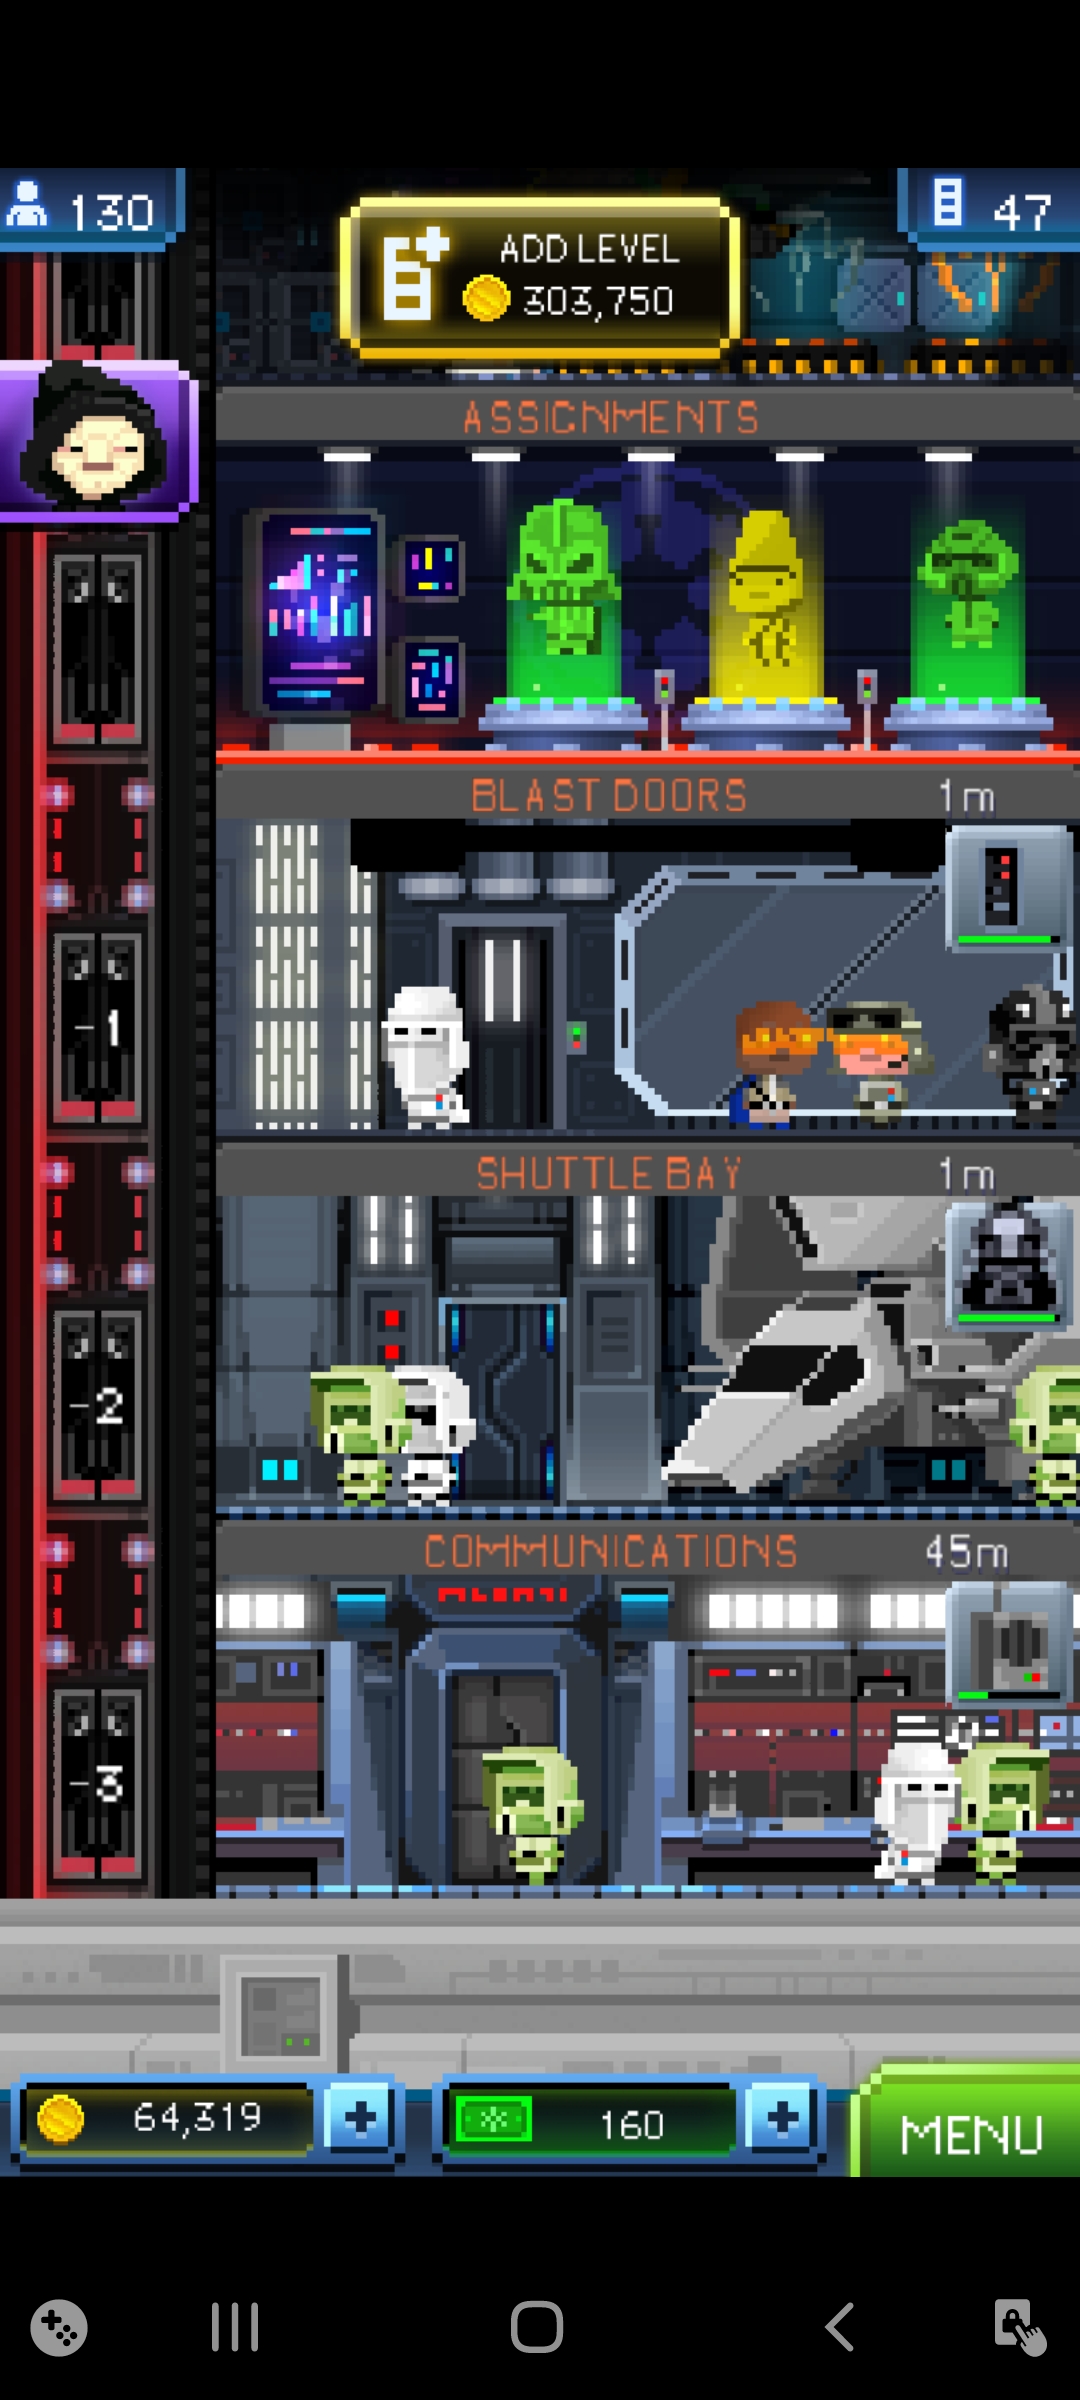 130
ADD LEVEL
303,750
47
ASSIGNMENTS
BLAST DOORS 1m
-1
SHUTTLE BAY 1m
-2
COMMUNICATIONS 45m
-3
64,319
160
MENU